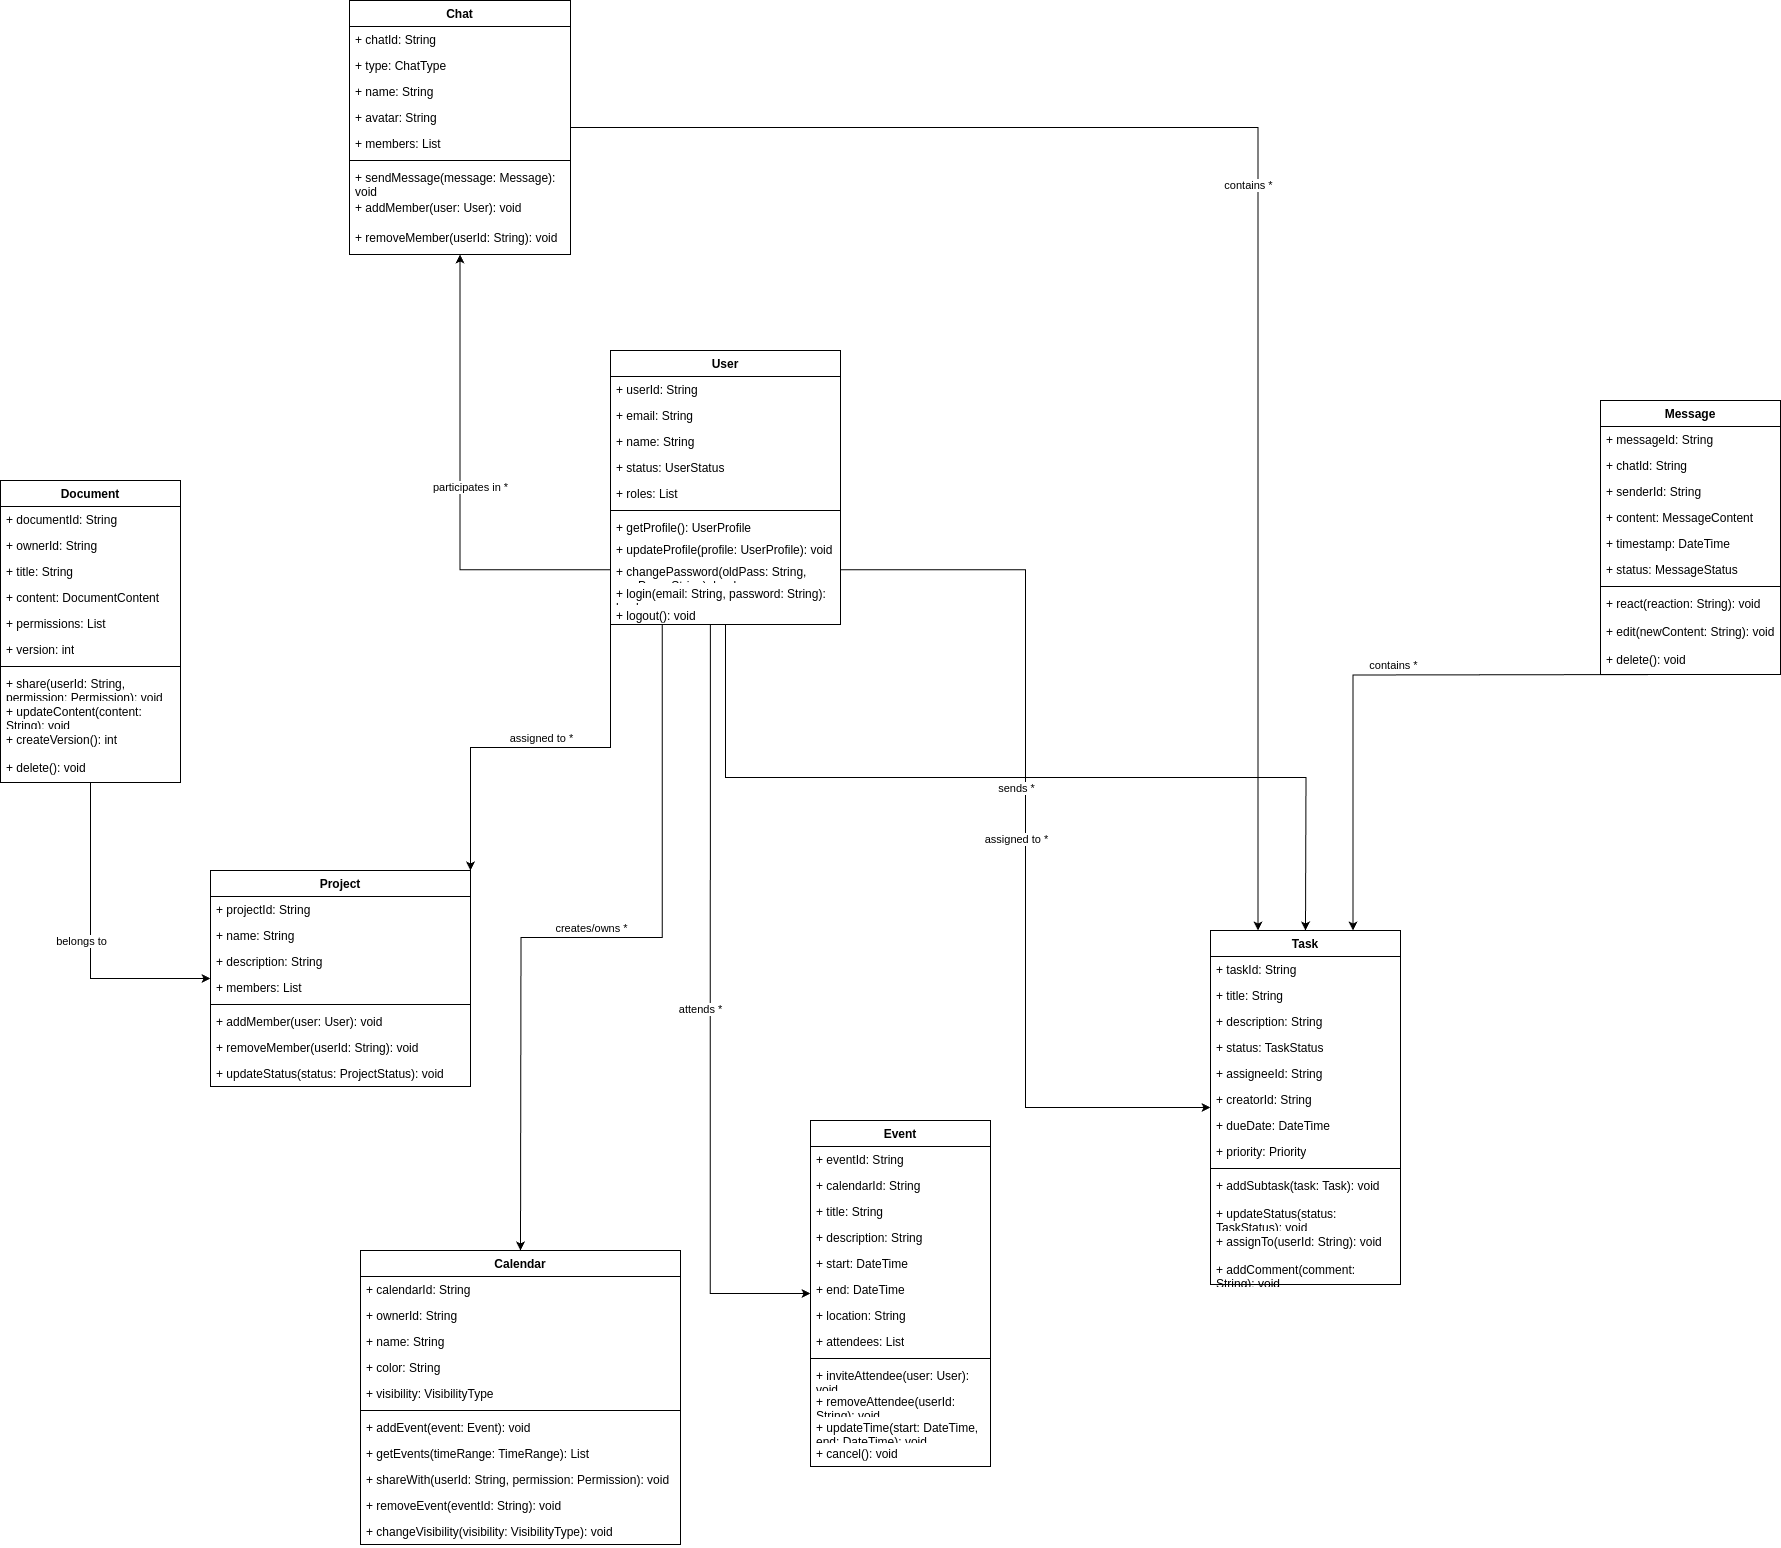 Chat
+ chatId: String
+ type: ChatType
+ name: String
+ avatar: String
+ members: List
+ sendMessage(message: Message):
void
+ addMember(user: User): void
+ removeMember(userId: String): void
contains *
User
+ userId: String
+ email: String
+ name: String
+ status: UserStatus
+ roles: List
+ getProfile(): UserProfile
+ updateProfile(profile: UserProfile): void
+ changePassword(oldPass: String,
+ login(email: String, password: String):
+ logout(): void
participates in *
Message
+ messageId: String
+ chatId: String
+ senderId: String
+ content: MessageContent
+ timestamp: DateTime
+ status: MessageStatus
+ react(reaction: String): void
+ edit(newContent: String): void
+ delete(): void
contains *
Document
+ documentId: String
+ ownerId: String
+ title: String
+ content: DocumentContent
+ permissions: List
+ version: int
+ share(userId: String,
permission: Permission): void
+ updateContent(content:
String): void
+ createVersion(): int
+ delete(): void
assigned to *
sends *
assigned to *
belongs to
creates/owns *
attends *
Project
+ projectId: String
+ name: String
+ description: String
+ members: List
+ addMember(user: User): void
+ removeMember(userId: String): void
+ updateStatus(status: ProjectStatus): void
Task
+ taskId: String
+ title: String
+ description: String
+ status: TaskStatus
+ assigneeId: String
+ creatorId: String
+ dueDate: DateTime
+ priority: Priority
+ addSubtask(task: Task): void
+ updateStatus(status:
TaskStatus): void
+ assignTo(userId: String): void
+ addComment(comment:
String): void
Event
+ eventId: String
+ calendarId: String
+ title: String
+ description: String
+ start: DateTime
+ end: DateTime
+ location: String
+ attendees: List
+ inviteAttendee(user: User):
void
+ removeAttendee(userId:
String): void
+ updateTime(start: DateTime,
end: DateTime): void
+ cancel(): void
Calendar
+ calendarId: String
+ ownerId: String
+ name: String
+ color: String
+ visibility: VisibilityType
+ addEvent(event: Event): void
+ getEvents(timeRange: TimeRange): List
+ shareWith(userId: String, permission: Permission): void
+ removeEvent(eventId: String): void
+ changeVisibility(visibility: VisibilityType): void